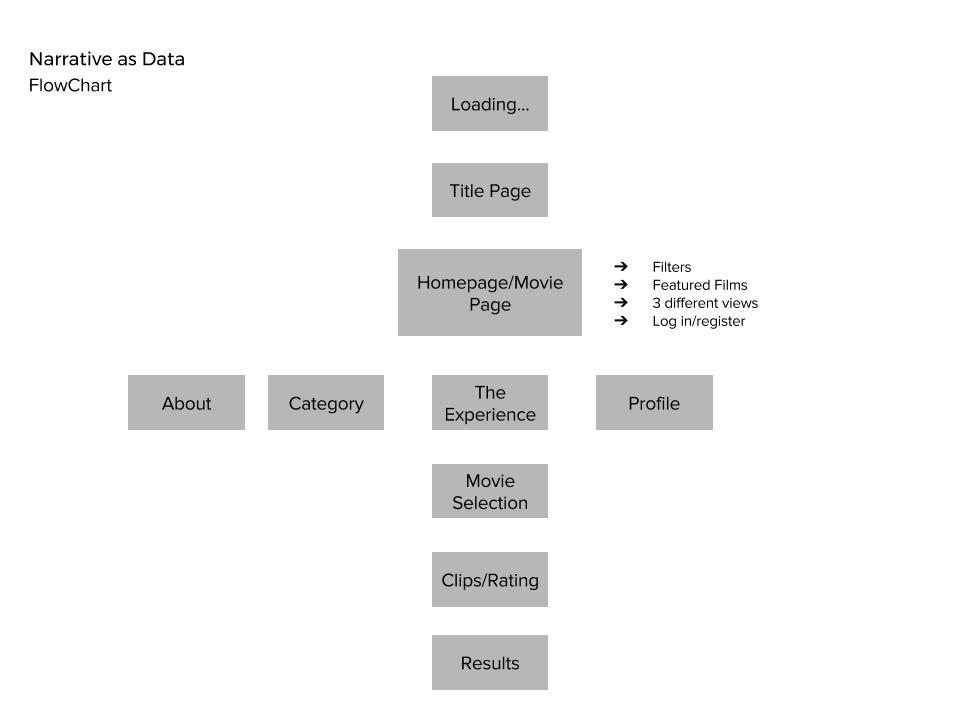 Narrative as Data
FlowChart
Loading...
Title Page
Homepage/Movie
Page
➔ Filters
➔ Featured Films
➔ 3 different views
➔ Log in/register
About
Category
The
Experience
Profile
Movie
Selection
Clips/Rating
Results